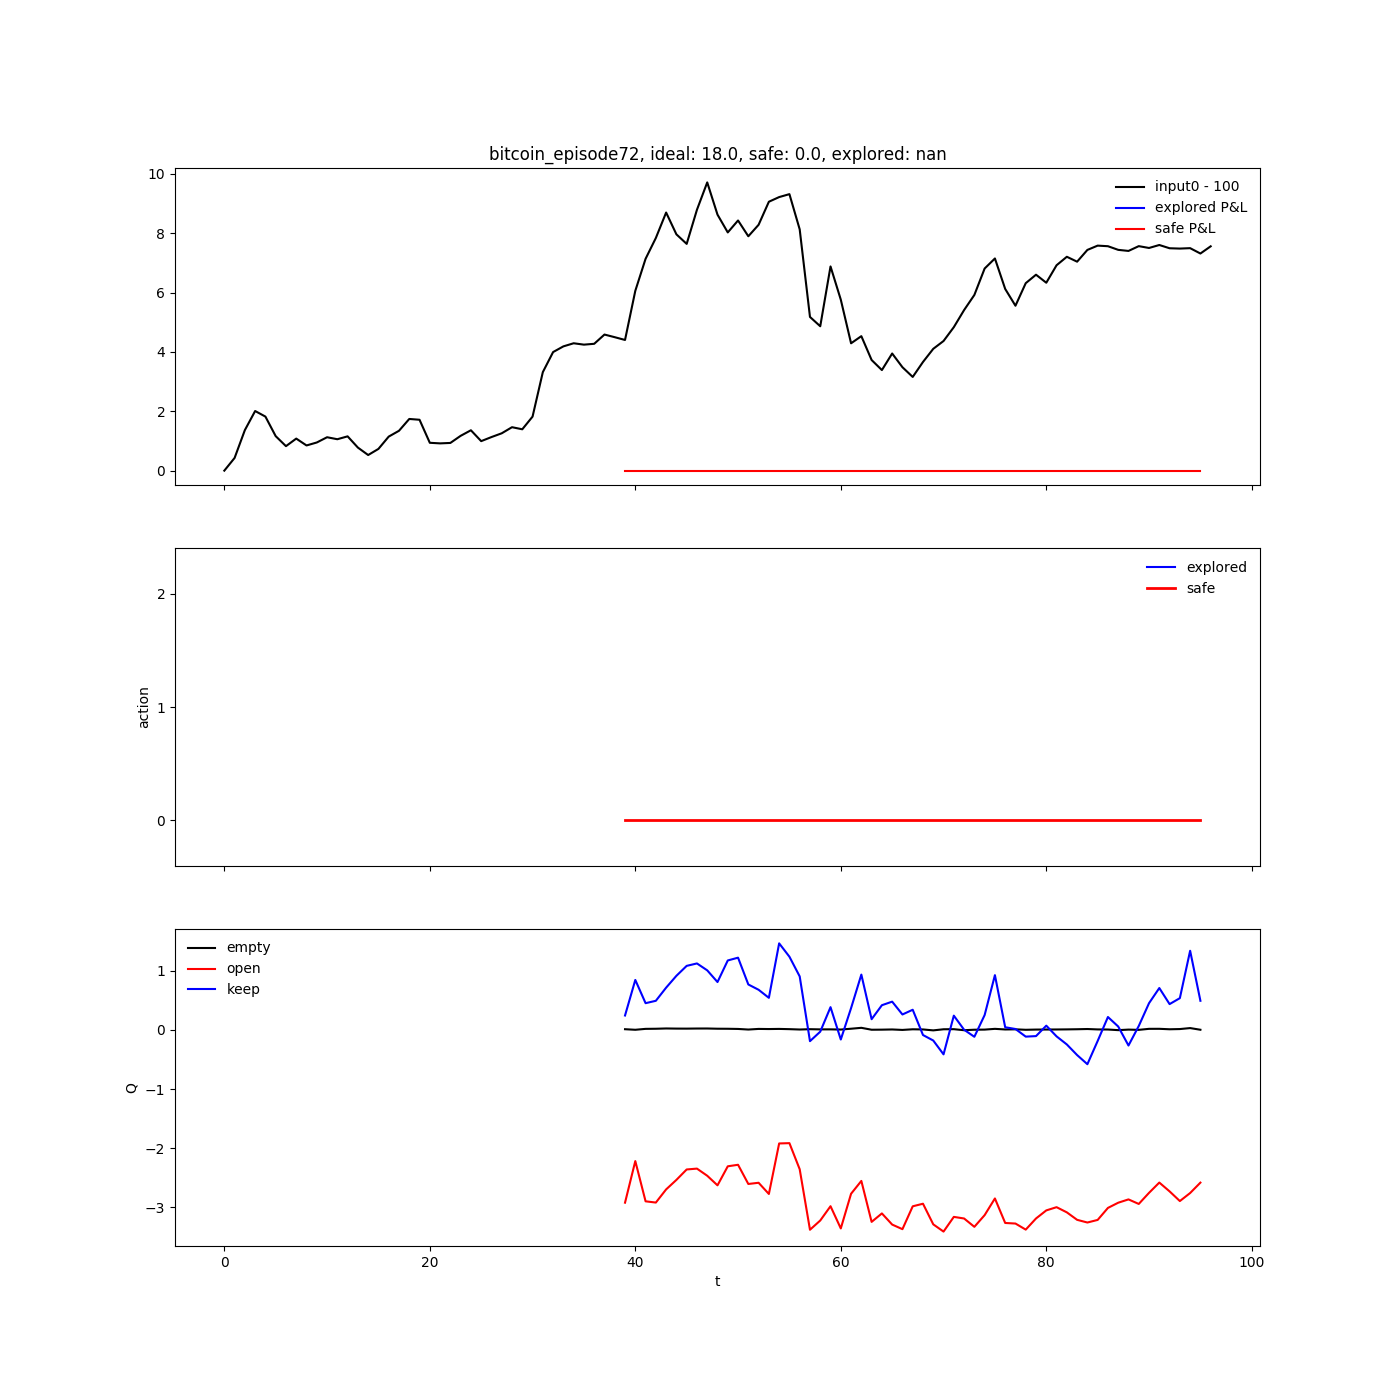 bitcoin_episode72, ideal: 18.0, safe: 0.0, explored: nan
10
8
6
4
2
0
input0 - 100
explored P&L
safe P&L
action
2
1
0
explored
safe
Q
1
0
−1
−2
−3
empty
open
keep
0
20
40
60
80
100
t